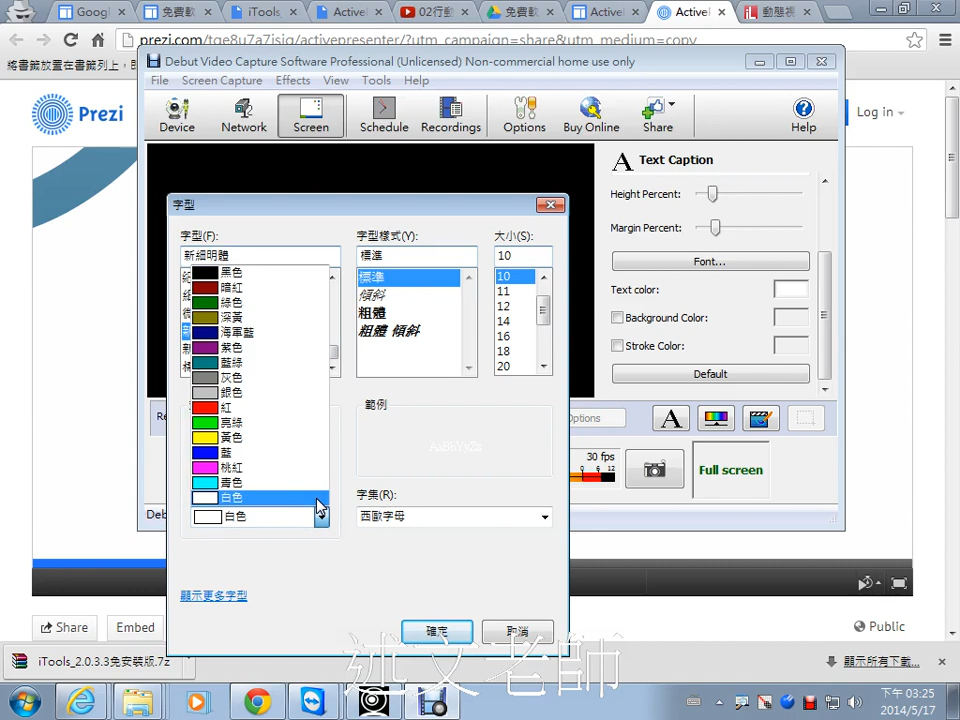 Goog
免費軟
iTools,
ActiveP
02行動
免費軟
Active
ActiveP
動態視
prezi.com/tge8u7a7isig/activepresenter/?utm_campaign=share&utm_medium=copy
將書籤放置在書籤列上，即
Prezi
Log in
Debut Video Capture Software Professional (Unlicensed) Non-commercial home use only
File Screen Capture Effects View Tools Help
Device Network Screen Schedule Recordings Options Buy Online Share Help
A Text Caption
Height Percent:
Margin Percent:
Font...
Text color:
Background Color:
Stroke Color:
Default
字型
字型(F):
字型樣式(Y):
大小(S):
新細明體
標準
10
標準
傾斜
粗體
粗體 傾斜
10
11
12
14
16
18
20
黑色
暗紅
綠色
深黃
海軍藍
紫色
藍綠
灰色
銀色
紅
亮綠
黃色
藍
桃紅
青色
白色
白色
範例
AaBbYyZz
字集(R):
西歐字母
顯示更多字型
確定
取消
Options
A
30 fps
0 6 12
Full screen
Share
Embed
Public
iTools_2.0.3.3免安裝版.7z
顯示所有下載...
述文老師
下午 03:25
2014/5/17